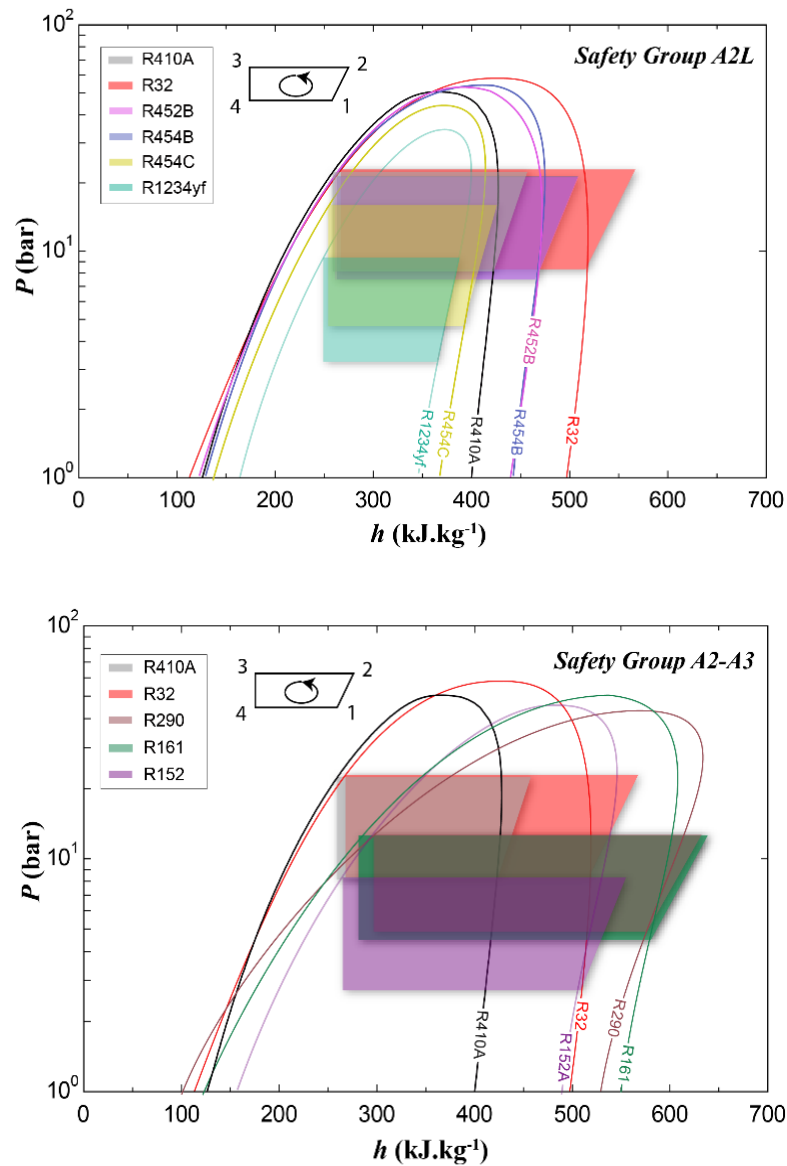 Safety Group A2L
R410A
R32
R452B
R454B
R454C
R1234yf
3 2
4 1
10² 10¹ 10⁰
P (bar)
R1234yf R454C R410A R454B R452B R32
0 100 200 300 400 500 600 700
h (kJ.kg⁻¹)
Safety Group A2-A3
R410A
R32
R290
R161
R152
3 2
4 1
10² 10¹ 10⁰
P (bar)
R410A R152A R32 R290 R161
0 100 200 300 400 500 600 700
h (kJ.kg⁻¹)